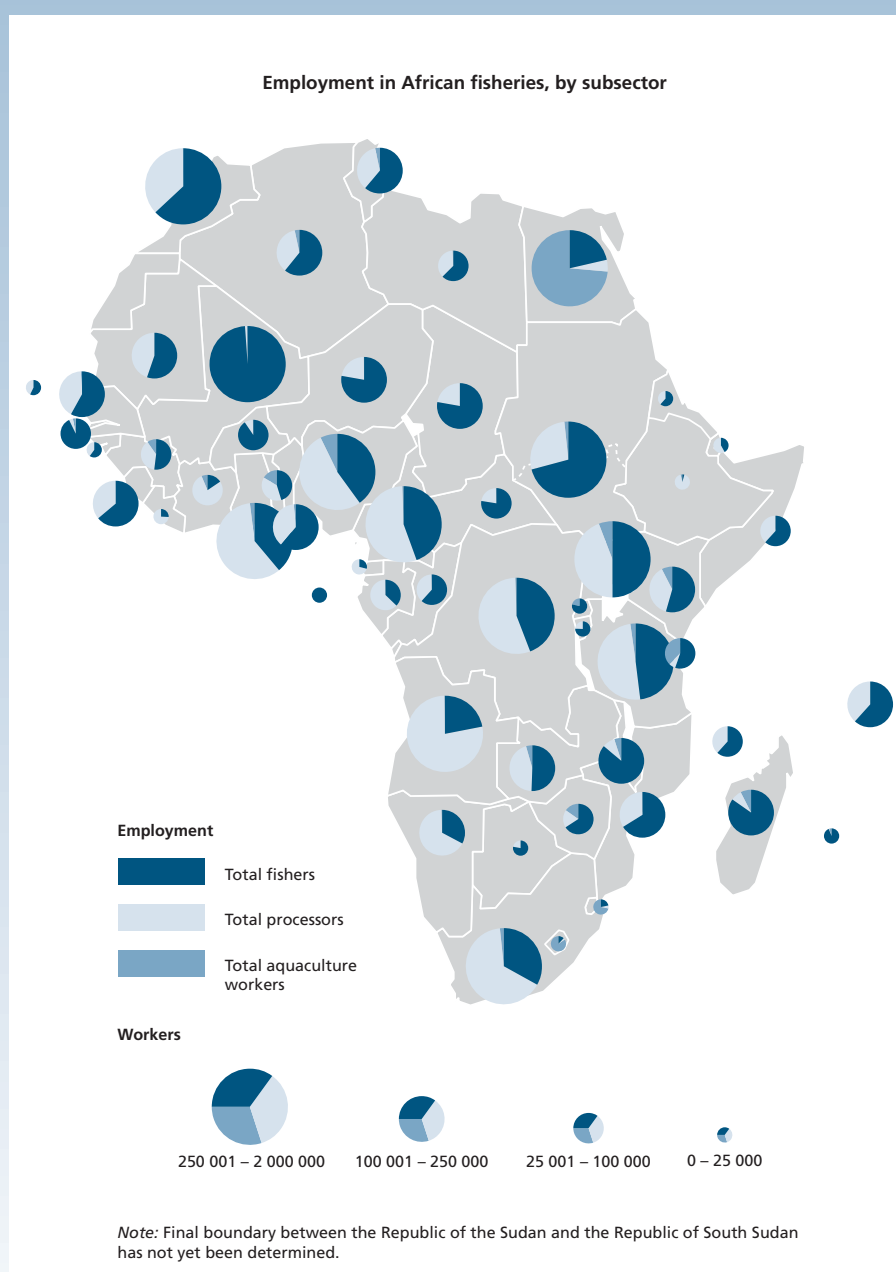 Employment in African fisheries, by subsector
Employment
Total fishers
Total processors
Total aquaculture
workers
Workers
250 001 – 2 000 000
100 001 – 250 000
25 001 – 100 000
0 – 25 000
Note: Final boundary between the Republic of the Sudan and the Republic of South Sudan
has not yet been determined.